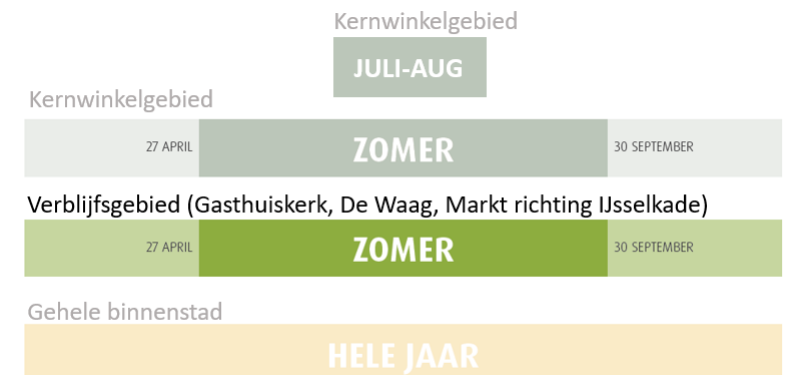 Kernwinkelgebied
JULI-AUG
Kernwinkelgebied
27 APRIL ZOMER 30 SEPTEMBER
Verblijfsgebied (Gasthuiskerk, De Waag, Markt richting IJsselkade)
27 APRIL ZOMER 30 SEPTEMBER
Gehele binnenstad
HELE JAAR